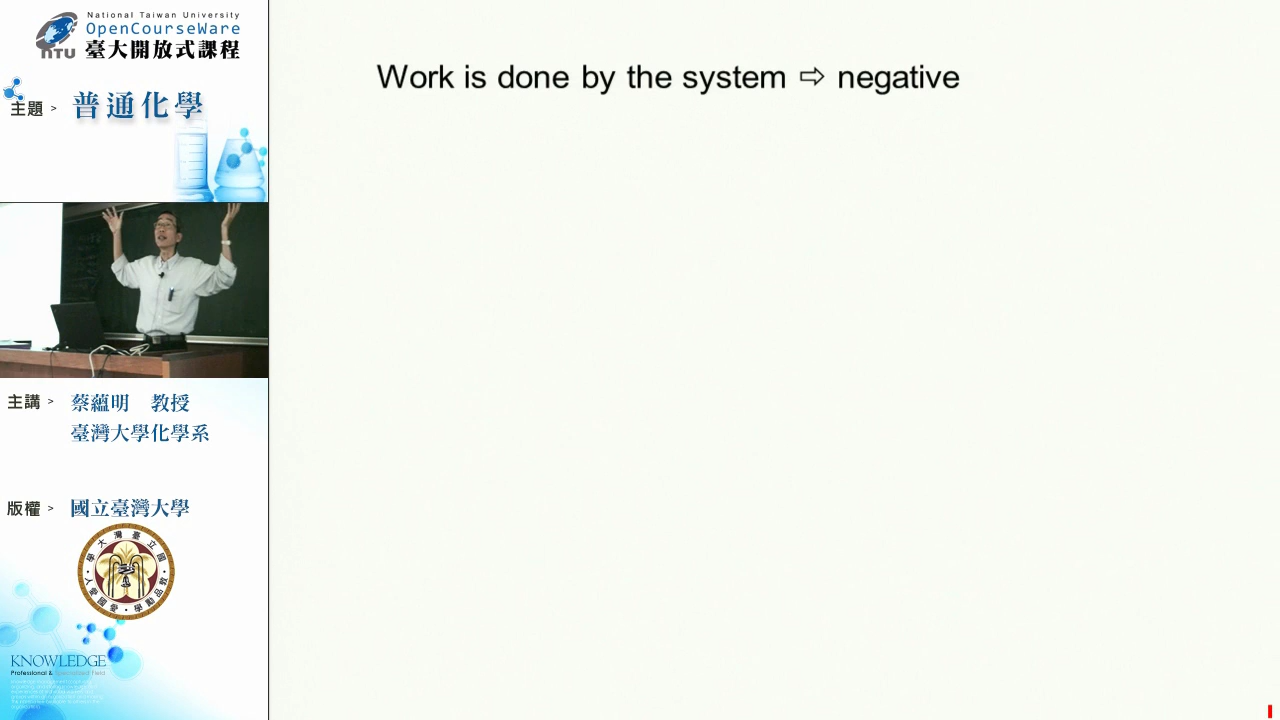 National Taiwan University
OpenCourseWare
NTU 臺大開放式課程
主題 > 普通化學
主講 > 蔡蘊明 教授
臺灣大學化學系
版權 > 國立臺灣大學
KNOWLEDGE
Work is done by the system ⇨ negative